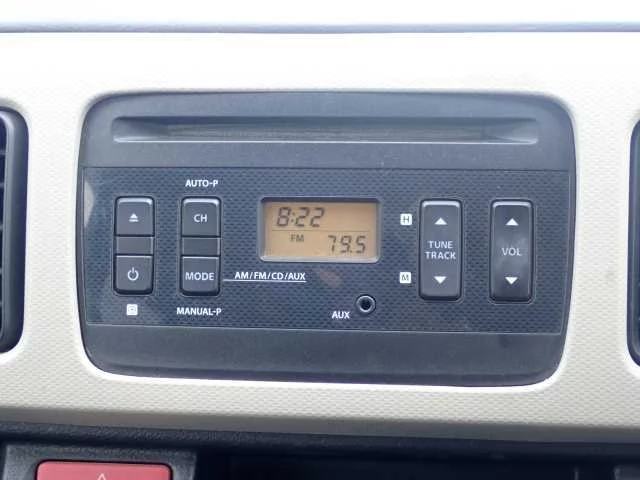 AUTO-P
CH
MODE
MANUAL-P
AM/FM/CD/AUX
8:22
FM
79.5
AUX
H
M
TUNE
TRACK
VOL